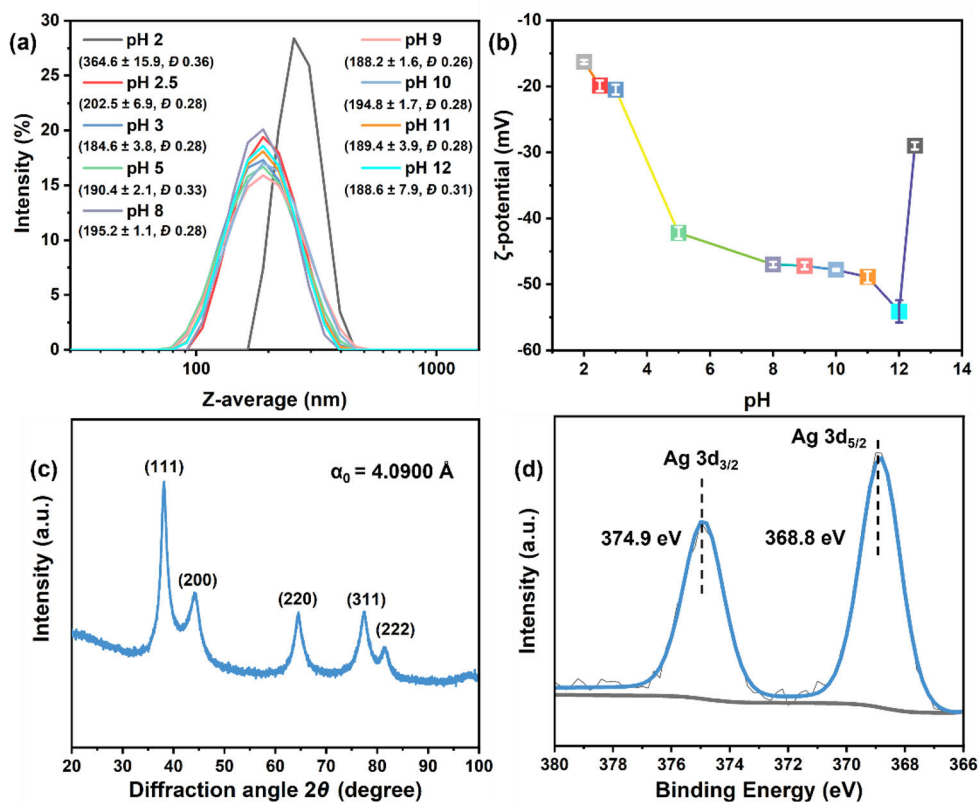 (a)
30
25
20
15
10
5
0
Intensity (%)
pH 2
(364.6 ± 15.9, Đ 0.36)
pH 2.5
(202.5 ± 6.9, Đ 0.28)
pH 3
(184.6 ± 3.8, Đ 0.28)
pH 5
(190.4 ± 2.1, Đ 0.33)
pH 8
(195.2 ± 1.1, Đ 0.28)
pH 9
(188.2 ± 1.6, Đ 0.26)
pH 10
(194.8 ± 1.7, Đ 0.28)
pH 11
(189.4 ± 3.9, Đ 0.28)
pH 12
(188.6 ± 7.9, Đ 0.31)
100 1000
Z-average (nm)
(b)
-10
-20
-30
-40
-50
-60
ζ-potential (mV)
2 4 6 8 10 12 14
pH
(c)
Intensity (a.u.)
(111)
(200)
(220)
(311)
(222)
α₀ = 4.0900 Å
20 30 40 50 60 70 80 90 100
Diffraction angle 2θ (degree)
(d)
Intensity (a.u.)
Ag 3d3/2
374.9 eV
Ag 3d5/2
368.8 eV
380 378 376 374 372 370 368 366
Binding Energy (eV)